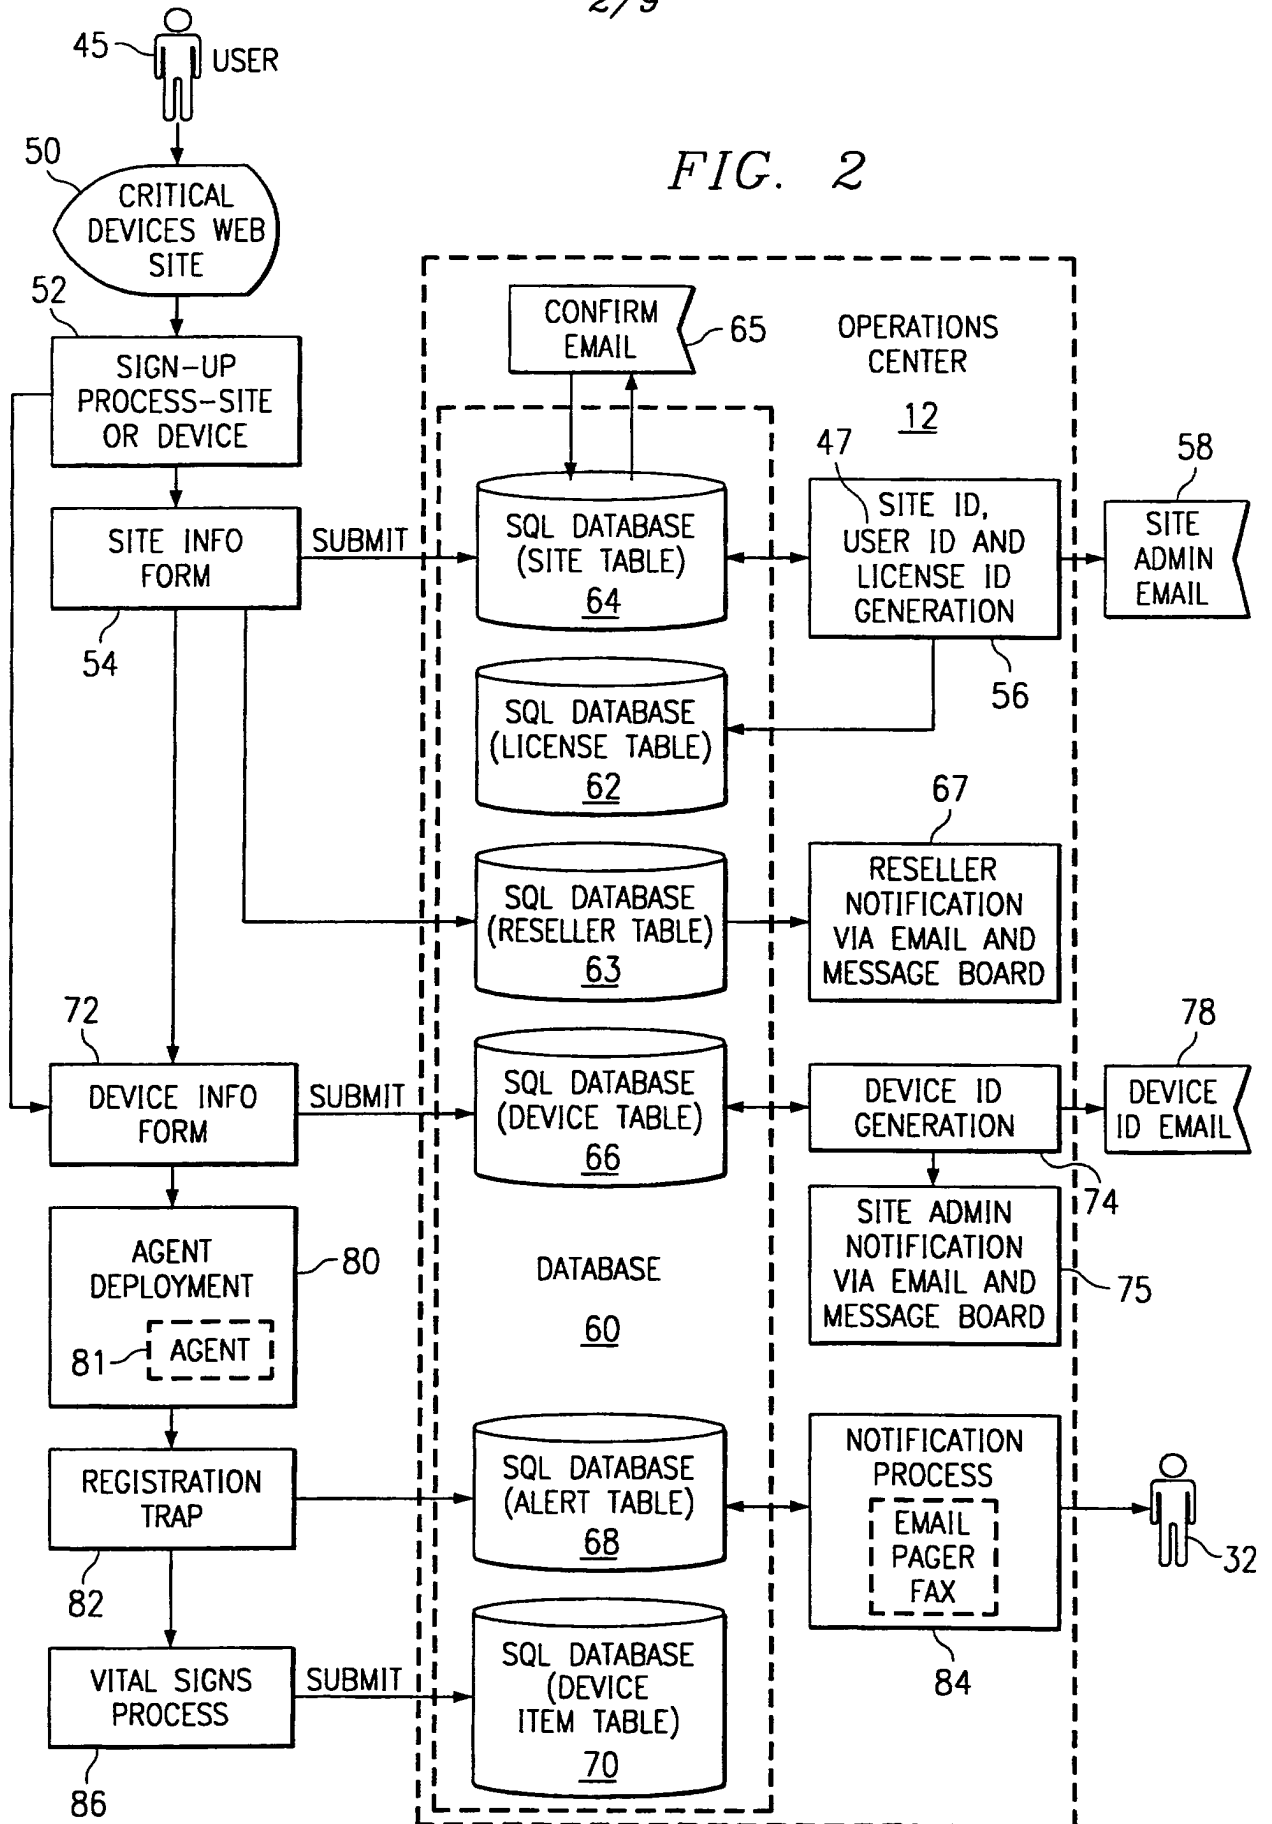 2/9
45
USER
50
FIG. 2
CRITICAL
DEVICES WEB
SITE
52
CONFIRM
EMAIL
65
OPERATIONS
CENTER
12
SIGN-UP
PROCESS-SITE
OR DEVICE
47
58
SITE INFO
FORM
SUBMIT
54
SQL DATABASE
(SITE TABLE)
64
SITE ID,
USER ID AND
LICENSE ID
GENERATION
56
SITE
ADMIN
EMAIL
SQL DATABASE
(LICENSE TABLE)
62
67
SQL DATABASE
(RESELLER TABLE)
63
RESELLER
NOTIFICATION
VIA EMAIL AND
MESSAGE BOARD
72
78
DEVICE INFO
FORM
SUBMIT
SQL DATABASE
(DEVICE TABLE)
66
DEVICE ID
GENERATION
74
DEVICE
ID EMAIL
AGENT
DEPLOYMENT
80
81
AGENT
DATABASE
60
SITE ADMIN
NOTIFICATION
VIA EMAIL AND
MESSAGE BOARD
75
REGISTRATION
TRAP
82
SQL DATABASE
(ALERT TABLE)
68
NOTIFICATION
PROCESS
EMAIL
PAGER
FAX
84
32
VITAL SIGNS
PROCESS
86
SUBMIT
SQL DATABASE
(DEVICE
ITEM TABLE)
70